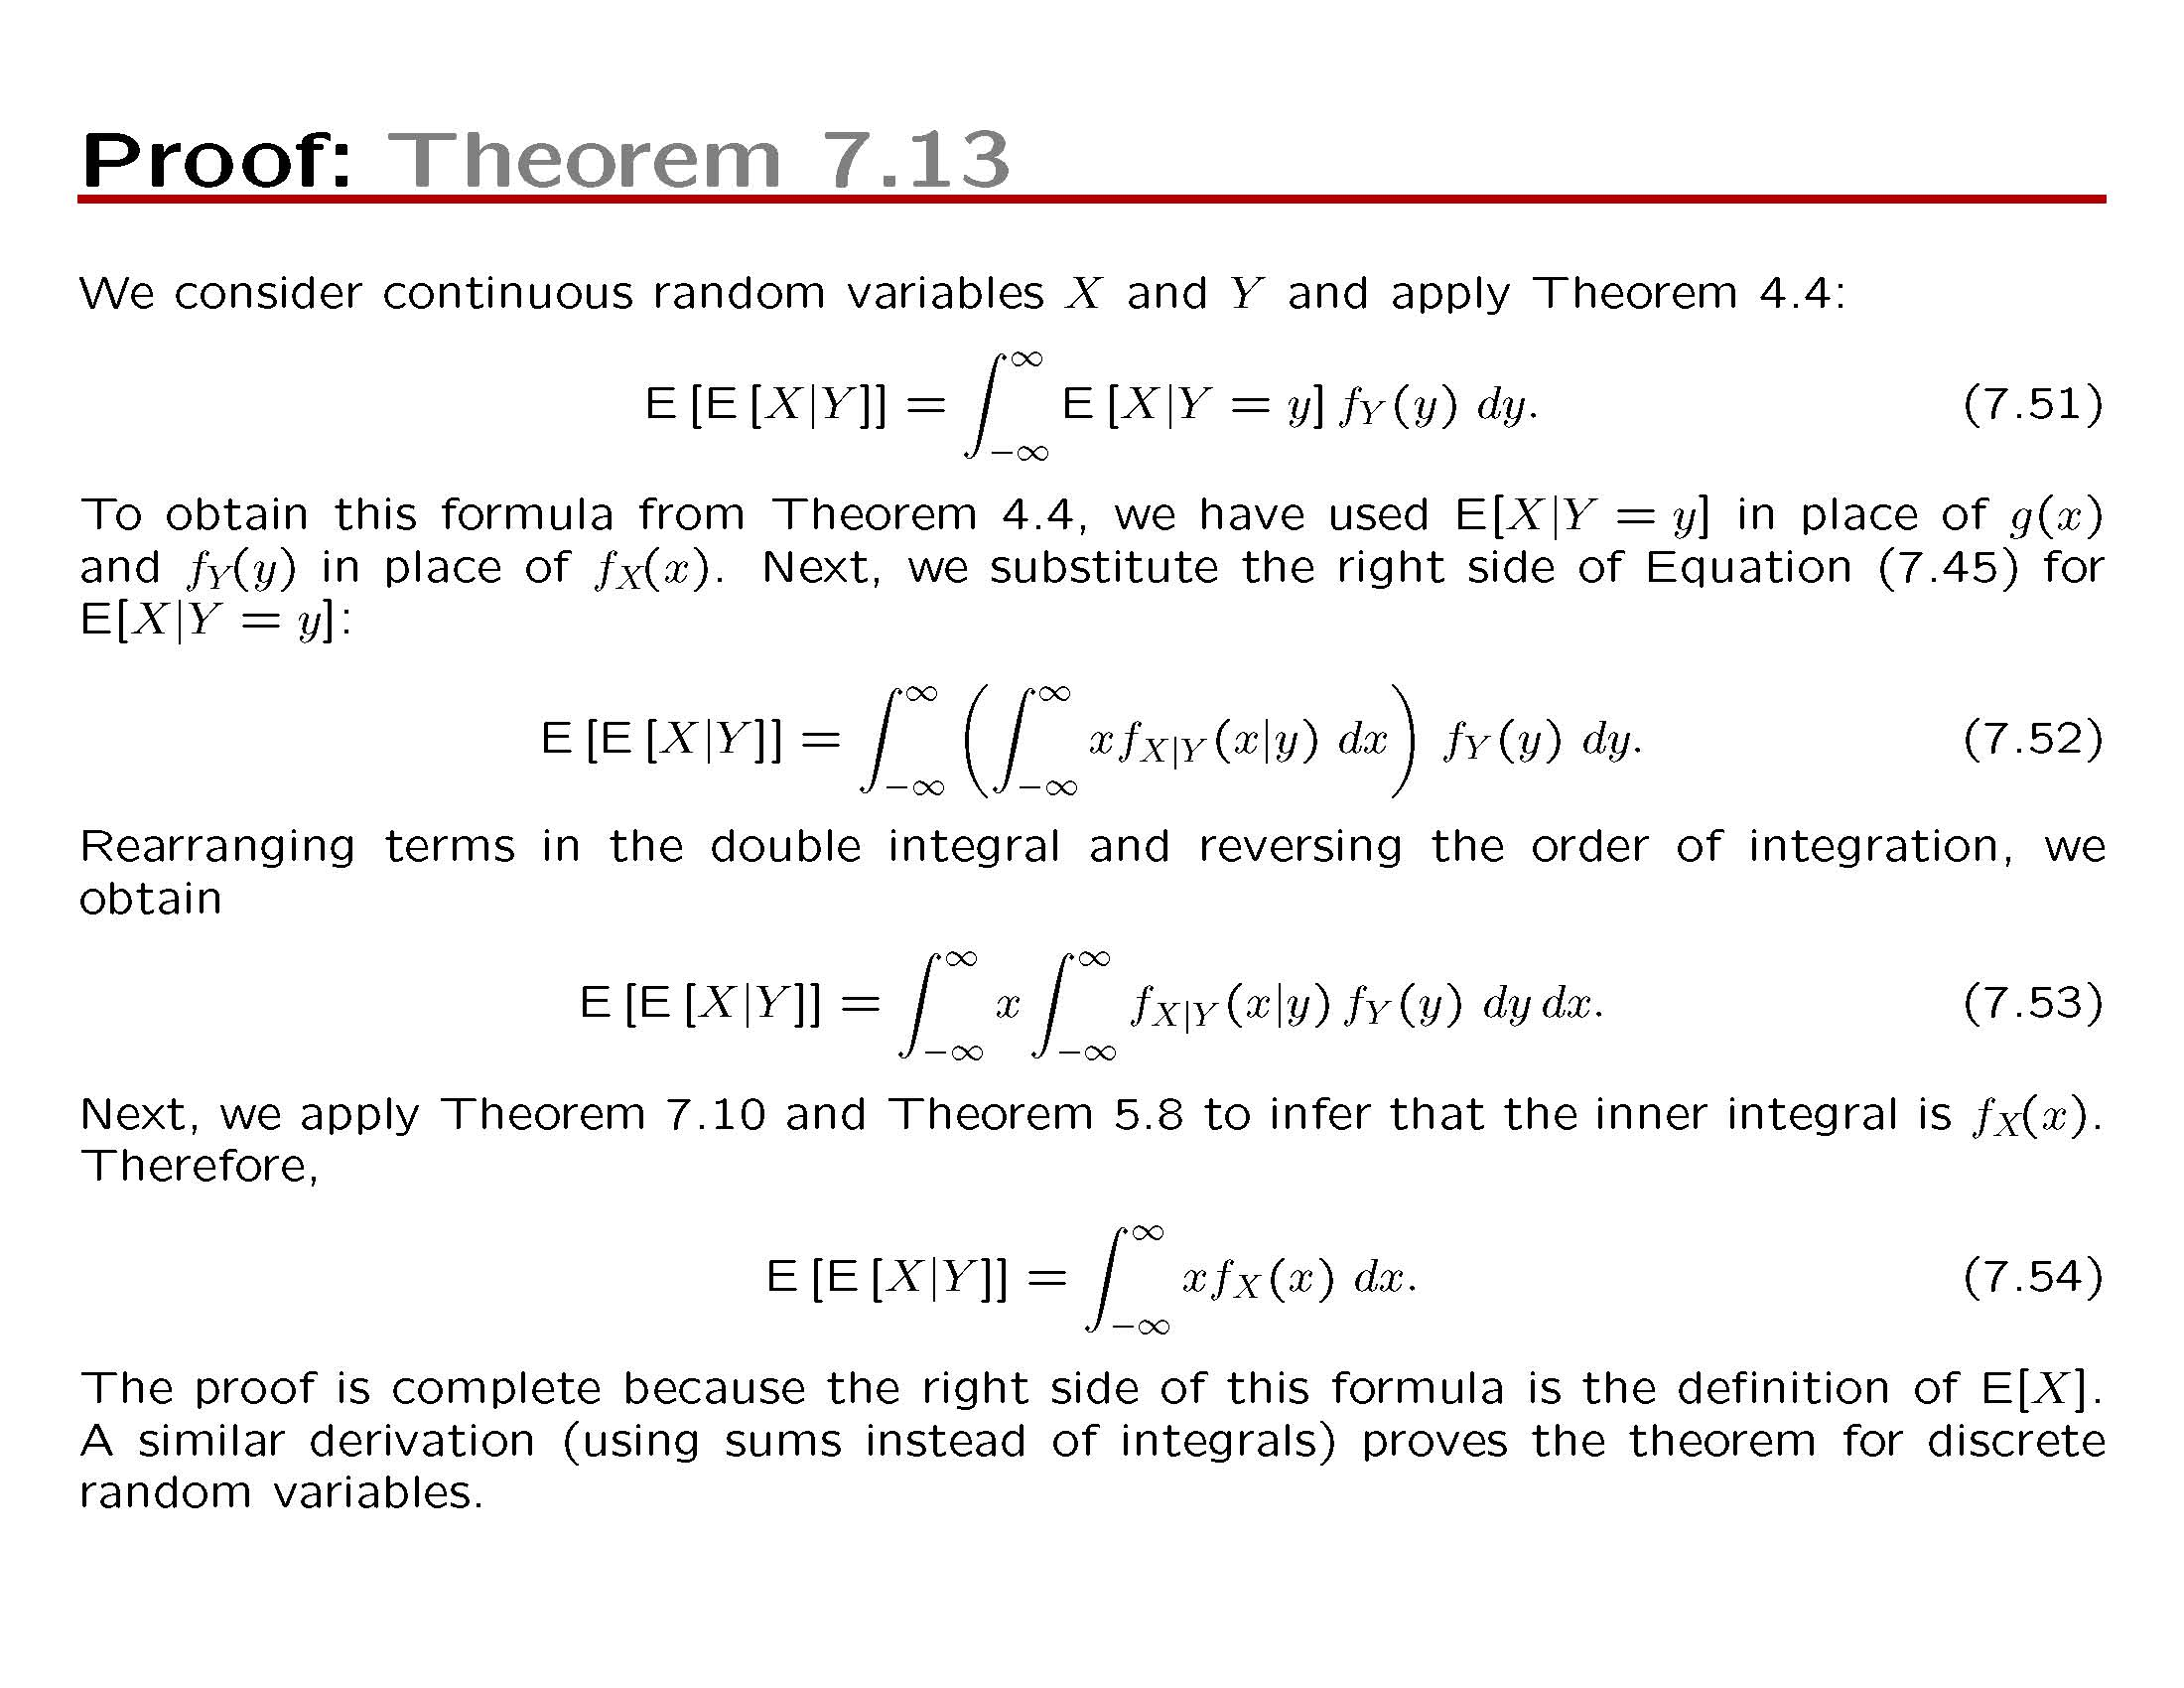 Proof: Theorem 7.13
We consider continuous random variables X and Y and apply Theorem 4.4:
E [E [X|Y]] = ∫_{−∞}^{∞} E [X|Y = y] f_Y(y) dy. (7.51)
To obtain this formula from Theorem 4.4, we have used E[X|Y = y] in place of g(x)
and f_Y(y) in place of f_X(x). Next, we substitute the right side of Equation (7.45) for
E[X|Y = y]:
E [E [X|Y]] = ∫_{−∞}^{∞} (∫_{−∞}^{∞} x f_{X|Y}(x|y) dx) f_Y(y) dy. (7.52)
Rearranging terms in the double integral and reversing the order of integration, we
obtain
E [E [X|Y]] = ∫_{−∞}^{∞} x ∫_{−∞}^{∞} f_{X|Y}(x|y) f_Y(y) dy dx. (7.53)
Next, we apply Theorem 7.10 and Theorem 5.8 to infer that the inner integral is f_X(x).
Therefore,
E [E [X|Y]] = ∫_{−∞}^{∞} x f_X(x) dx. (7.54)
The proof is complete because the right side of this formula is the definition of E[X].
A similar derivation (using sums instead of integrals) proves the theorem for discrete
random variables.